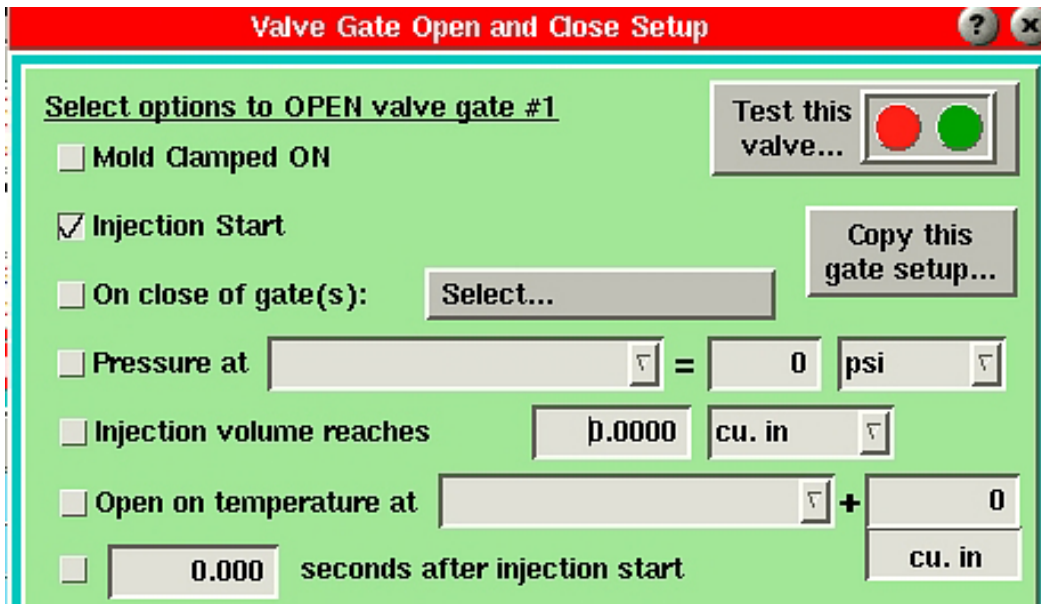 Valve Gate Open and Close Setup ? x
Select options to OPEN valve gate #1
Test this
valve...
Mold Clamped ON
Injection Start
Copy this
gate setup...
On close of gate(s): Select...
Pressure at = 0 psi
Injection volume reaches 0.0000 cu. in
Open on temperature at + 0
cu. in
0.000 seconds after injection start